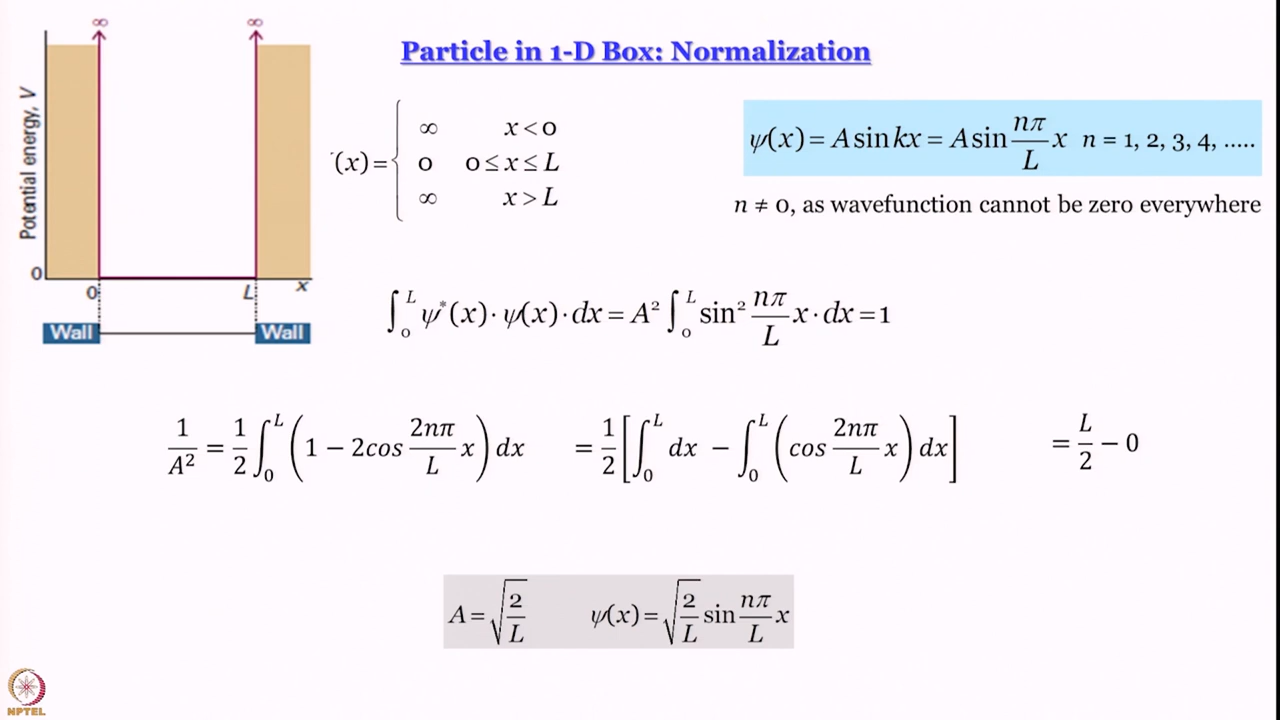 Particle in 1-D Box: Normalization
∞ ∞
Potential energy, V
0
0 L x
Wall Wall
(x) = { ∞ x < 0
0 0 ≤ x ≤ L
∞ x > L
ψ(x) = A sin kx = A sin nπ/L x n = 1, 2, 3, 4, .....
n ≠ 0, as wavefunction cannot be zero everywhere
∫₀ᴸ ψ*(x) · ψ(x) · dx = A² ∫₀ᴸ sin² nπ/L x · dx = 1
1/A² = 1/2 ∫₀ᴸ (1 − 2cos 2nπ/L x) dx = 1/2 [∫₀ᴸ dx − ∫₀ᴸ (cos 2nπ/L x) dx] = L/2 − 0
A = √(2/L) ψ(x) = √(2/L) sin nπ/L x
NPTEL